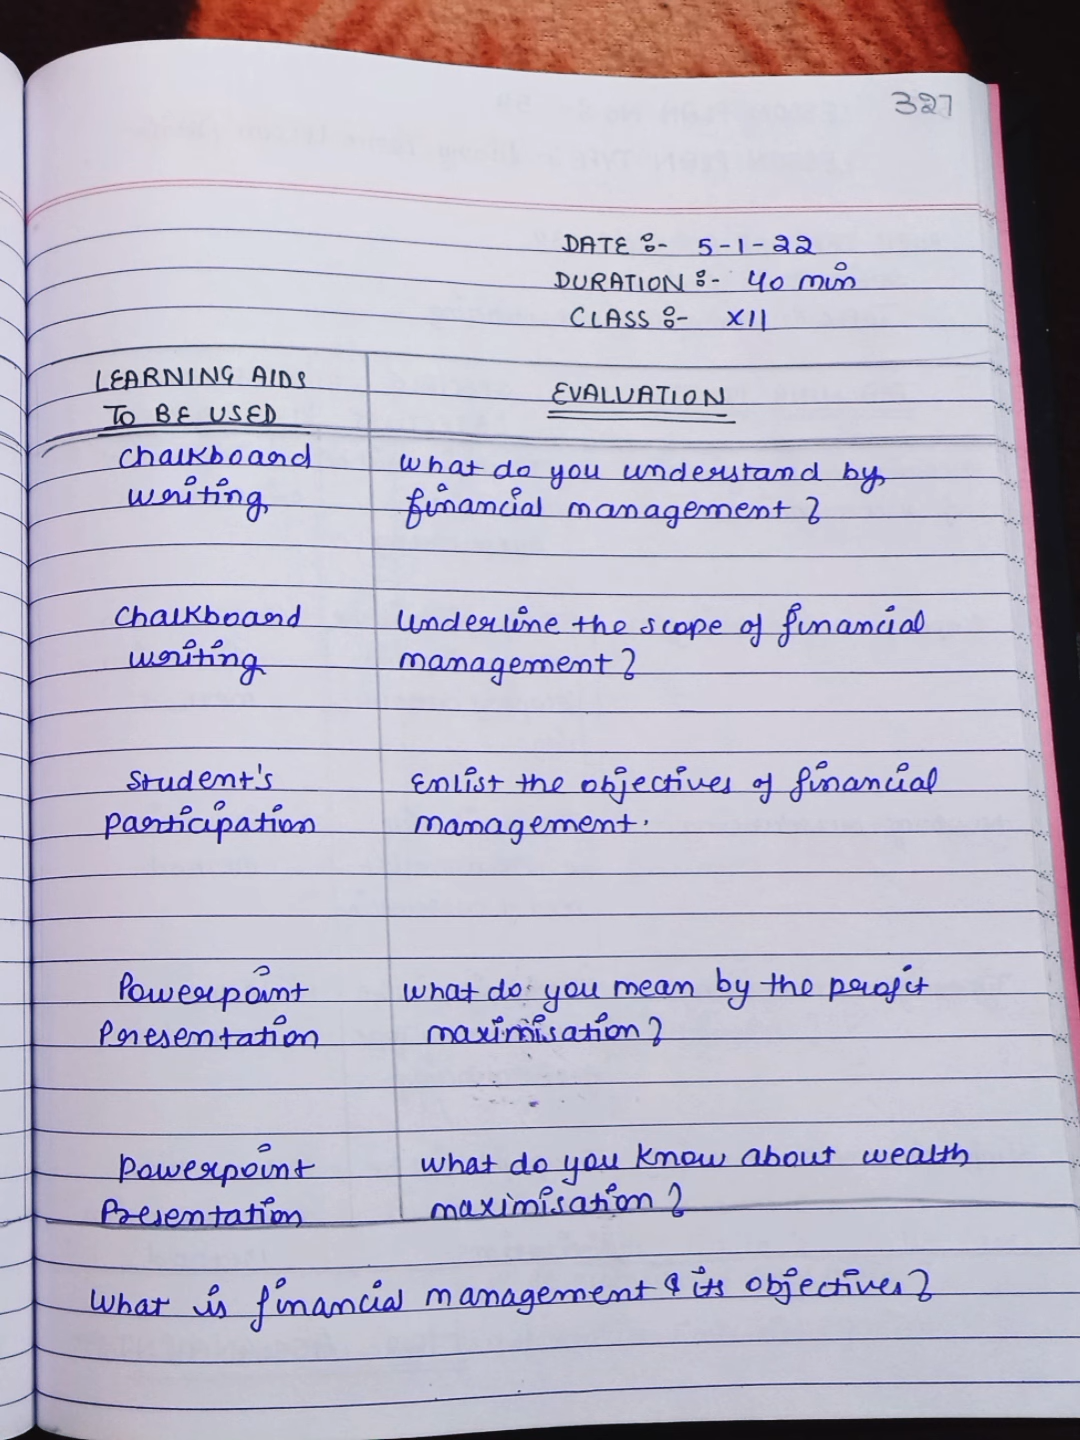 327
DATE :- 5-1-22
DURATION :- 40 min
CLASS :- XII
LEARNING AIDS
TO BE USED
EVALUATION
Chalkboard
writing
What do you understand by
financial management?
Chalkboard
writing
Underline the scope of financial
management?
Student's
participation
Enlist the objectives of financial
management.
Powerpoint
Presentation
What do you mean by the profit
maximisation?
Powerpoint
Presentation
What do you know about wealth
maximisation?
What is financial management & its objectives?